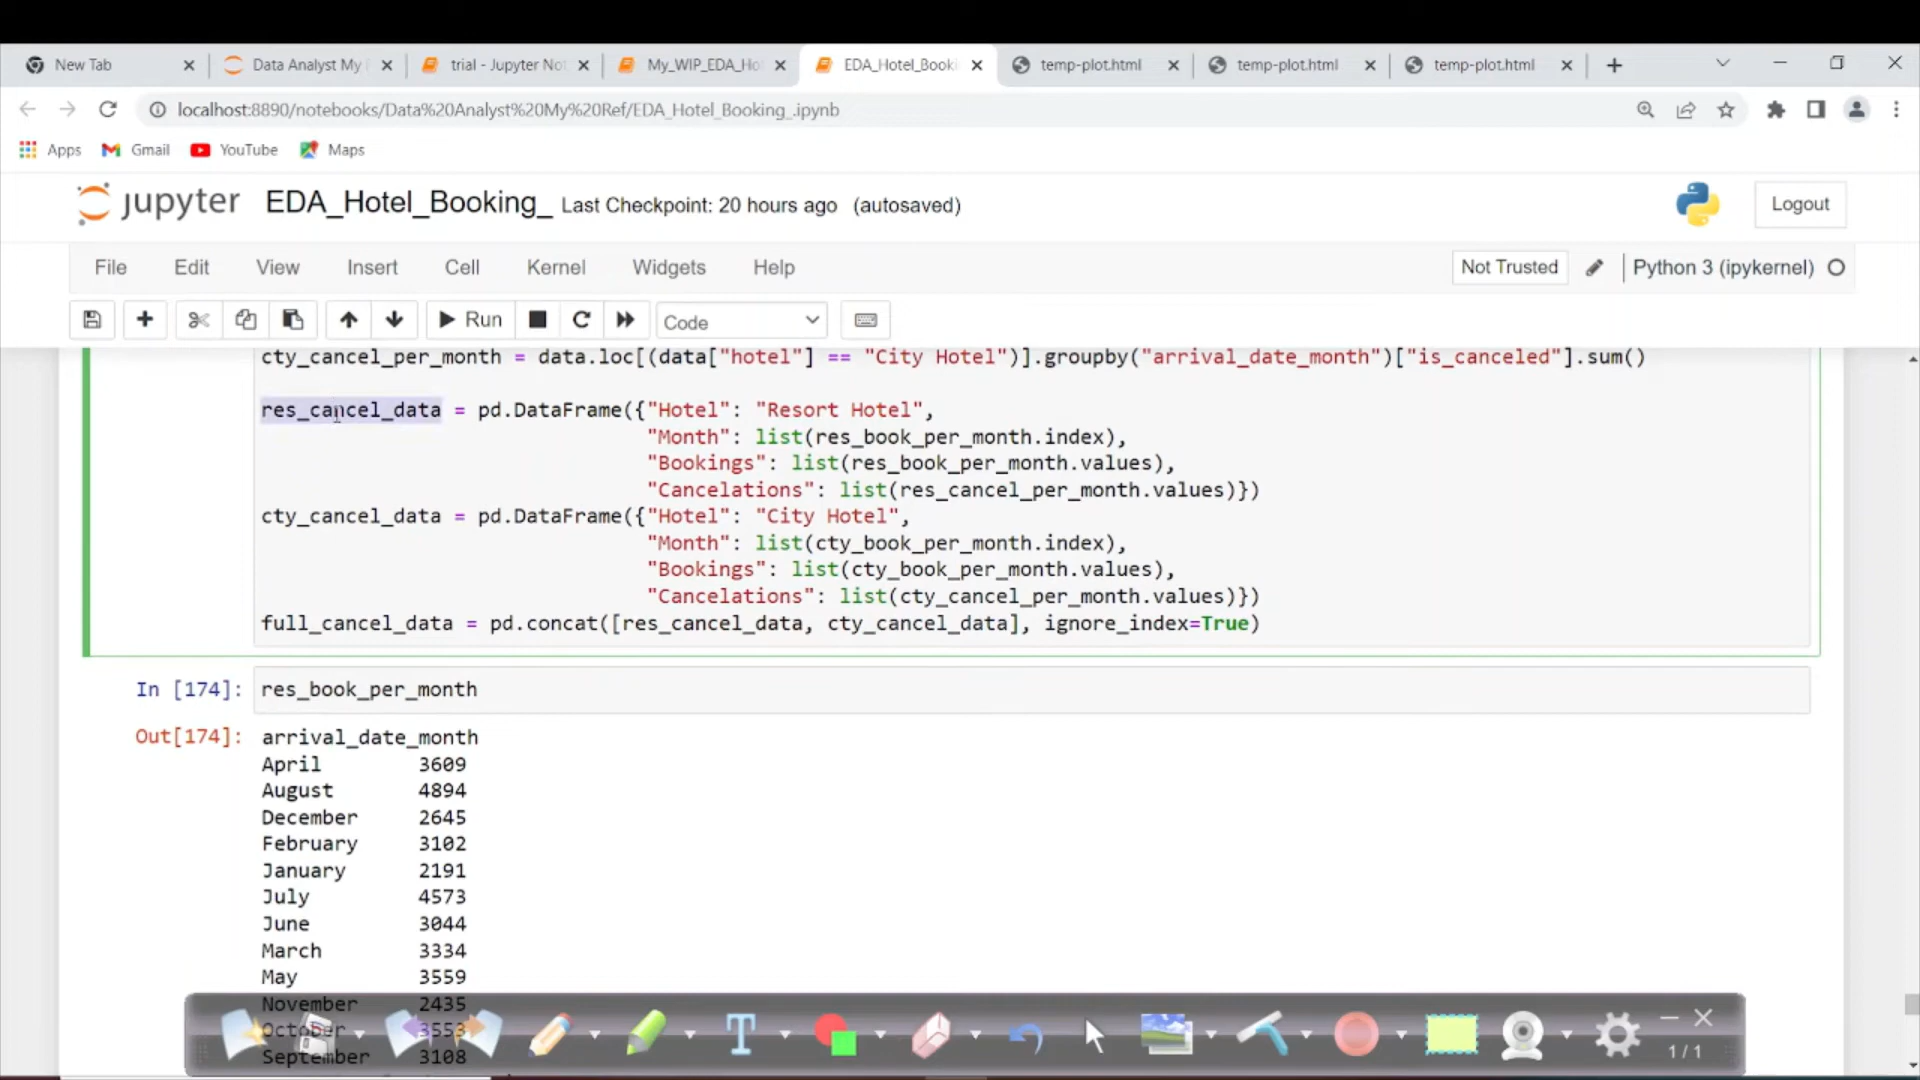 New Tab
Data Analyst My
trial - Jupyter Not
My_WIP_EDA_Ho
EDA_Hotel_Booki
temp-plot.html
temp-plot.html
temp-plot.html
localhost:8890/notebooks/Data%20Analyst%20My%20Ref/EDA_Hotel_Booking_.ipynb
Apps Gmail YouTube Maps
jupyter EDA_Hotel_Booking_ Last Checkpoint: 20 hours ago (autosaved)
Logout
File Edit View Insert Cell Kernel Widgets Help
Not Trusted Python 3 (ipykernel)
Run Code
cty_cancel_per_month = data.loc[(data["hotel"] == "City Hotel")].groupby("arrival_date_month")["is_canceled"].sum()
res_cancel_data = pd.DataFrame({"Hotel": "Resort Hotel",
"Month": list(res_book_per_month.index),
"Bookings": list(res_book_per_month.values),
"Cancelations": list(res_cancel_per_month.values)})
cty_cancel_data = pd.DataFrame({"Hotel": "City Hotel",
"Month": list(cty_book_per_month.index),
"Bookings": list(cty_book_per_month.values),
"Cancelations": list(cty_cancel_per_month.values)})
full_cancel_data = pd.concat([res_cancel_data, cty_cancel_data], ignore_index=True)
In [174]: res_book_per_month
Out[174]: arrival_date_month
April 3609
August 4894
December 2645
February 3102
January 2191
July 4573
June 3044
March 3334
May 3559
November 2435
October 3553
September 3108
T
1/1